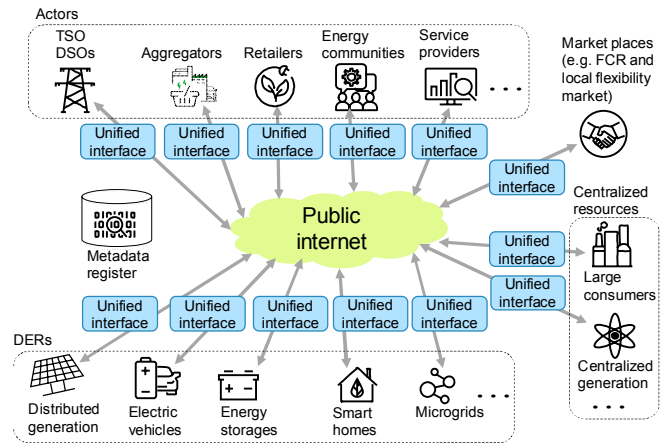 Actors
TSO
DSOs
Aggregators
Retailers
Energy
communities
Service
providers
. . .
Market places
(e.g. FCR and
local flexibility
market)
Unified
interface
Unified
interface
Unified
interface
Unified
interface
Unified
interface
Unified
interface
Metadata
register
Public
internet
Centralized
resources
Unified
interface
Large
consumers
Unified
interface
Centralized
generation
. . .
Unified
interface
Unified
interface
Unified
interface
Unified
interface
Unified
interface
DERs
Distributed
generation
Electric
vehicles
Energy
storages
Smart
homes
Microgrids
. . .